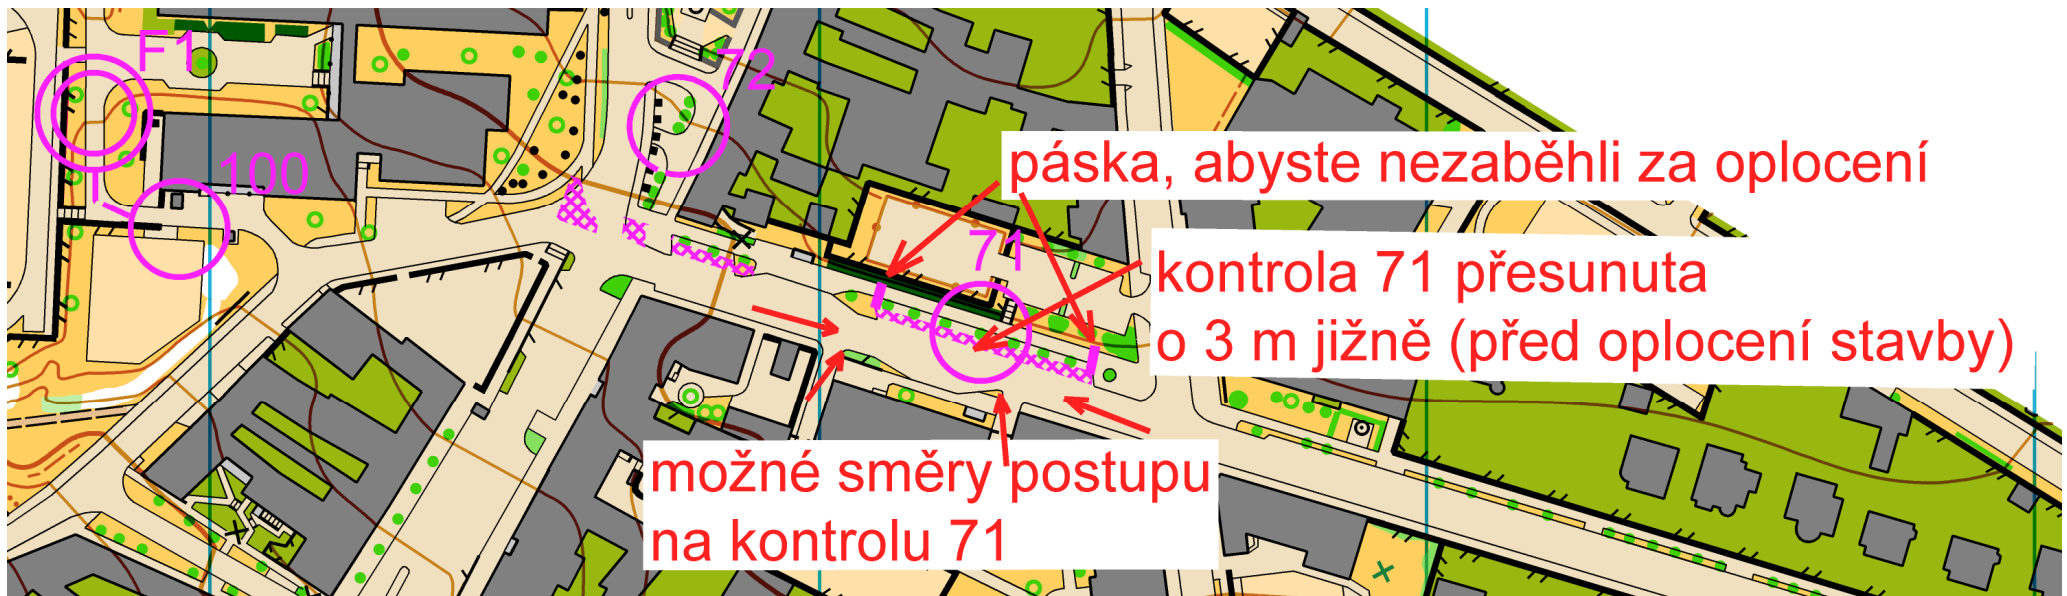 F1
72
100
páska, abyste nezaběhli za oplocení
71
kontrola 71 přesunuta
o 3 m jižně (před oplocení stavby)
možné směry postupu
na kontrolu 71